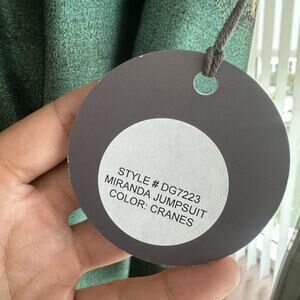 STYLE # DG7223
MIRANDA JUMPSUIT
COLOR: CRANES